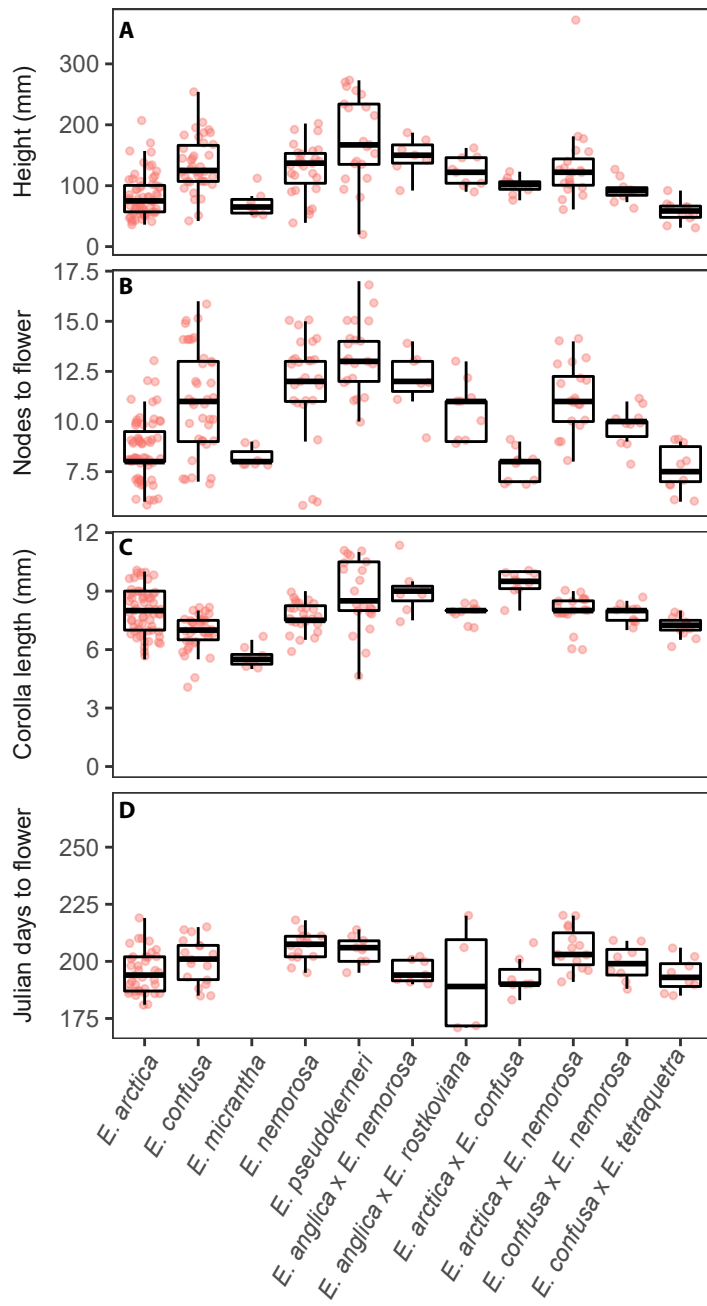 A
Height (mm)
300
200
100
0
B
Nodes to flower
17.5
15.0
12.5
10.0
7.5
C
Corolla length (mm)
12
9
6
3
0
D
Julian days to flower
250
225
200
175
E. arctica
E. confusa
E. micrantha
E. nemorosa
E. pseudokerneri
E. anglica x E. nemorosa
E. anglica x E. rostkoviana
E. arctica x E. confusa
E. arctica x E. nemorosa
E. confusa x E. nemorosa
E. confusa x E. tetraquetra